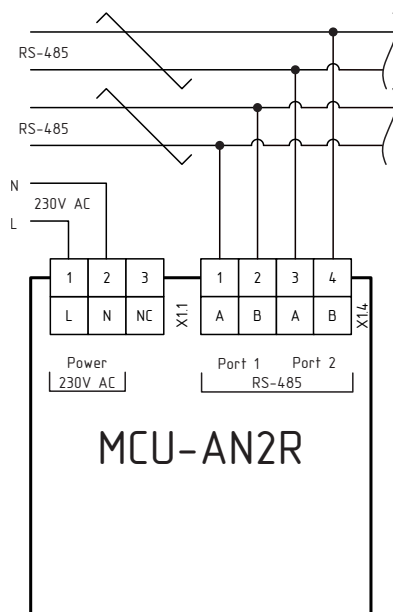 RS-485
RS-485
N
230V AC
L
1 2 3 1 2 3 4
L N NC X1.1 A B A B X1.4
Power Port 1 Port 2
230V AC RS-485
MCU-AN2R